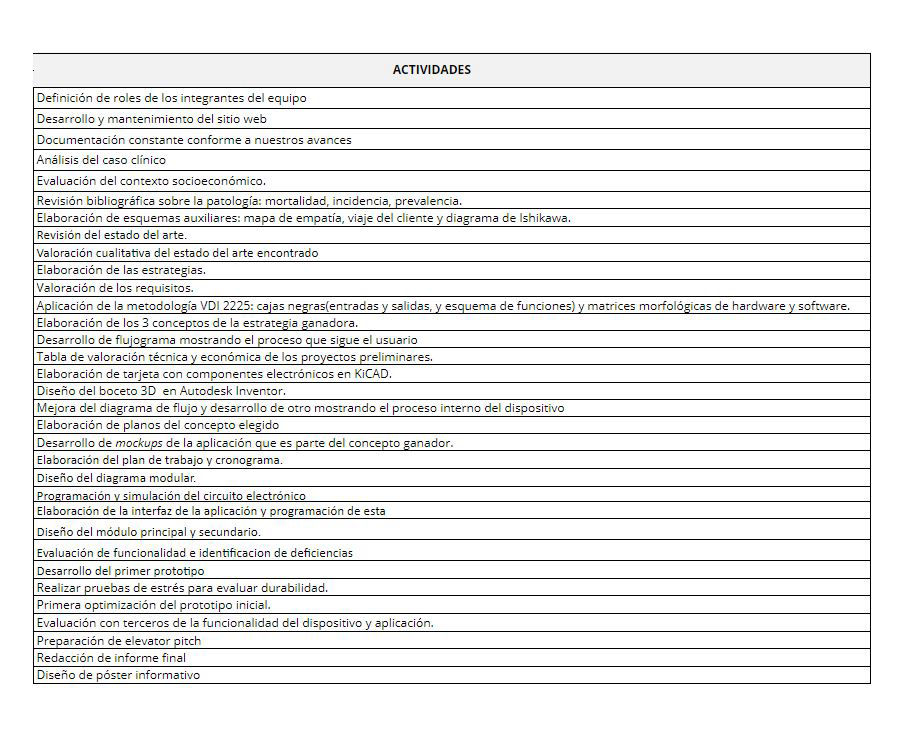 ACTIVIDADES
Definición de roles de los integrantes del equipo
Desarrollo y mantenimiento del sitio web
Documentación constante conforme a nuestros avances
Análisis del caso clínico
Evaluación del contexto socioeconómico.
Revisión bibliográfica sobre la patología: mortalidad, incidencia, prevalencia.
Elaboración de esquemas auxiliares: mapa de empatía, viaje del cliente y diagrama de Ishikawa.
Revisión del estado del arte.
Valoración cualitativa del estado del arte encontrado
Elaboración de las estrategias.
Valoración de los requisitos.
Aplicación de la metodología VDI 2225: cajas negras(entradas y salidas, y esquema de funciones) y matrices morfológicas de hardware y software.
Elaboración de los 3 conceptos de la estrategia ganadora.
Desarrollo de flujograma mostrando el proceso que sigue el usuario
Tabla de valoración técnica y económica de los proyectos preliminares.
Elaboración de tarjeta con componentes electrónicos en KiCAD.
Diseño del boceto 3D en Autodesk Inventor.
Mejora del diagrama de flujo y desarrollo de otro mostrando el proceso interno del dispositivo
Elaboración de planos del concepto elegido
Desarrollo de mockups de la aplicación que es parte del concepto ganador.
Elaboración del plan de trabajo y cronograma.
Diseño del diagrama modular.
Programación y simulación del circuito electrónico
Elaboración de la interfaz de la aplicación y programación de esta
Diseño del módulo principal y secundario.
Evaluación de funcionalidad e identificacion de deficiencias
Desarrollo del primer prototipo
Realizar pruebas de estrés para evaluar durabilidad.
Primera optimización del prototipo inicial.
Evaluación con terceros de la funcionalidad del dispositivo y aplicación.
Preparación de elevator pitch
Redacción de informe final
Diseño de póster informativo